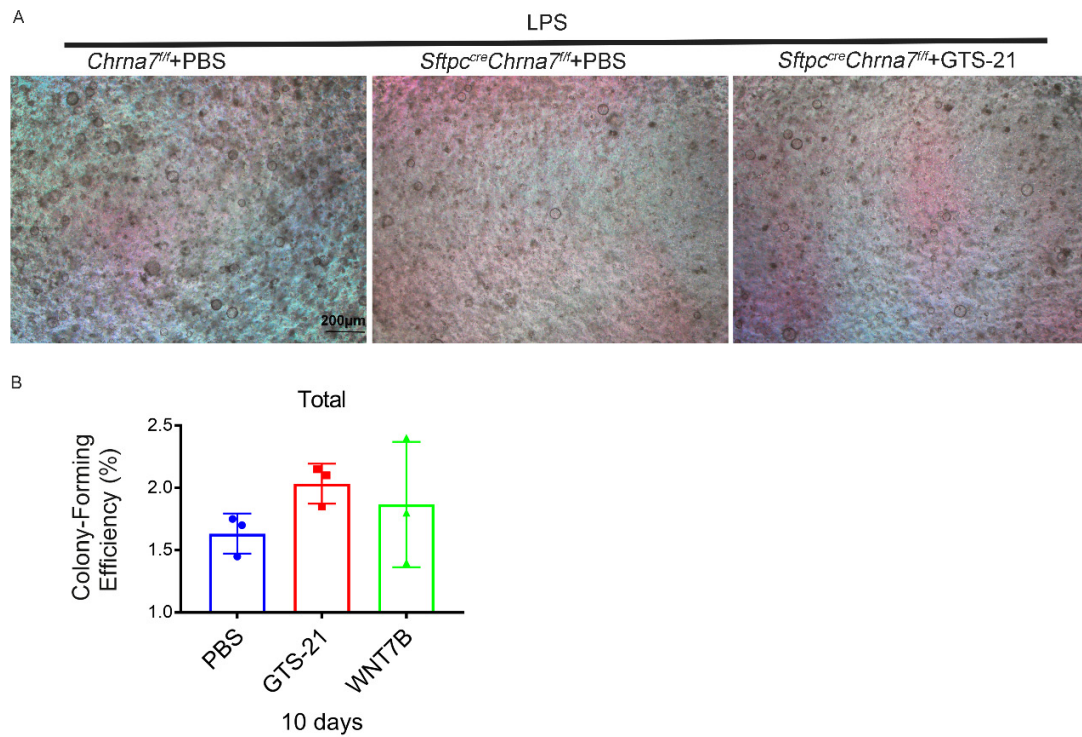 A
LPS
Chrna7f/f+PBS
SftpccreChrna7f/f+PBS
SftpccreChrna7f/f+GTS-21
200μm
B
Total
Colony-Forming
Efficiency (%)
2.5
2.0
1.5
1.0
PBS
GTS-21
WNT7B
10 days